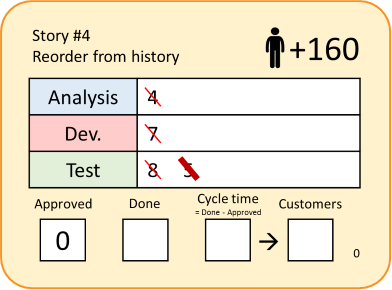 Story #4
Reorder from history
+160
Analysis 4
Dev. 7
Test 8 5
Approved Done Cycle time Customers
= Done - Approved
0 → 0